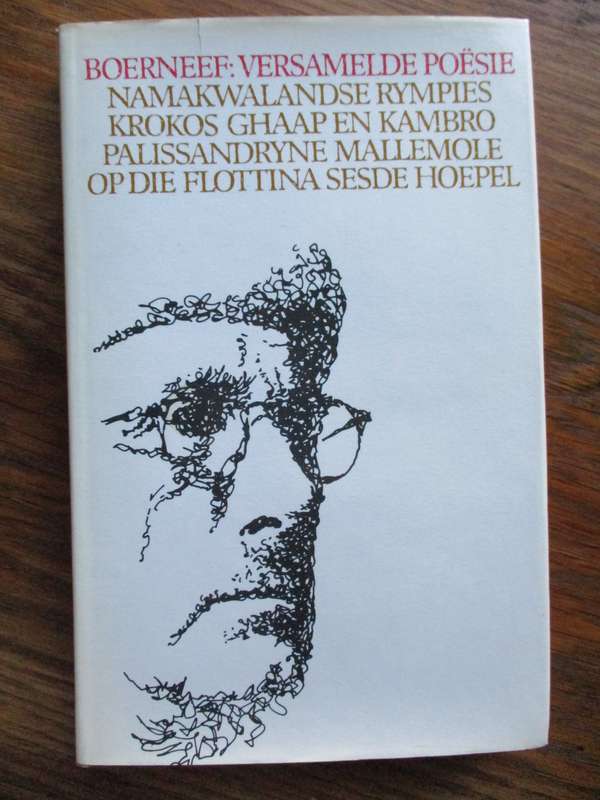 BOERNEEF: VERSAMELDE POËSIE
NAMAKWALANDSE RYMPIES
KROKOS GHAAP EN KAMBRO
PALISSANDRYNE MALLEMOLE
OP DIE FLOTTINA SESDE HOEPEL